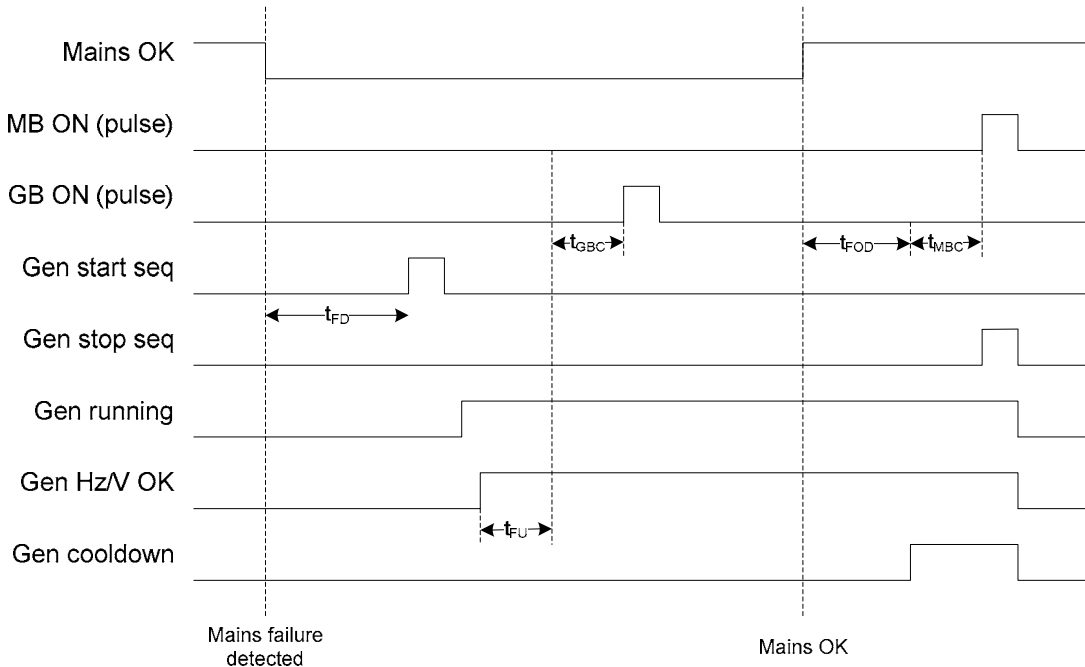 Mains OK
MB ON (pulse)
GB ON (pulse)
tGBC
tFOD
tMBC
Gen start seq
tFD
Gen stop seq
Gen running
Gen Hz/V OK
tFU
Gen cooldown
Mains failure
detected
Mains OK